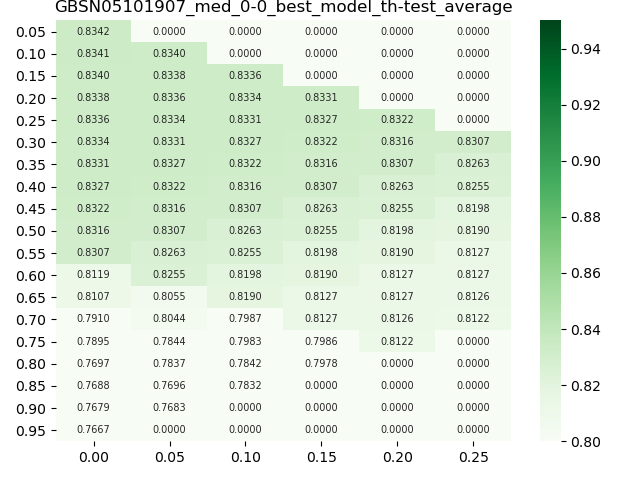 GBSN05101907_med_0-0_best_model_th-test_average
0.05 0.8342 0.0000 0.0000 0.0000 0.0000 0.0000
0.10 0.8341 0.8340 0.0000 0.0000 0.0000 0.0000
0.15 0.8340 0.8338 0.8336 0.0000 0.0000 0.0000
0.20 0.8338 0.8336 0.8334 0.8331 0.0000 0.0000
0.25 0.8336 0.8334 0.8331 0.8327 0.8322 0.0000
0.30 0.8334 0.8331 0.8327 0.8322 0.8316 0.8307
0.35 0.8331 0.8327 0.8322 0.8316 0.8307 0.8263
0.40 0.8327 0.8322 0.8316 0.8307 0.8263 0.8255
0.45 0.8322 0.8316 0.8307 0.8263 0.8255 0.8198
0.50 0.8316 0.8307 0.8263 0.8255 0.8198 0.8190
0.55 0.8307 0.8263 0.8255 0.8198 0.8190 0.8127
0.60 0.8119 0.8255 0.8198 0.8190 0.8127 0.8127
0.65 0.8107 0.8055 0.8190 0.8127 0.8127 0.8126
0.70 0.7910 0.8044 0.7987 0.8127 0.8126 0.8122
0.75 0.7895 0.7844 0.7983 0.7986 0.8122 0.0000
0.80 0.7697 0.7837 0.7842 0.7978 0.0000 0.0000
0.85 0.7688 0.7696 0.7832 0.0000 0.0000 0.0000
0.90 0.7679 0.7683 0.0000 0.0000 0.0000 0.0000
0.95 0.7667 0.0000 0.0000 0.0000 0.0000 0.0000
0.00 0.05 0.10 0.15 0.20 0.25
0.94
0.92
0.90
0.88
0.86
0.84
0.82
0.80